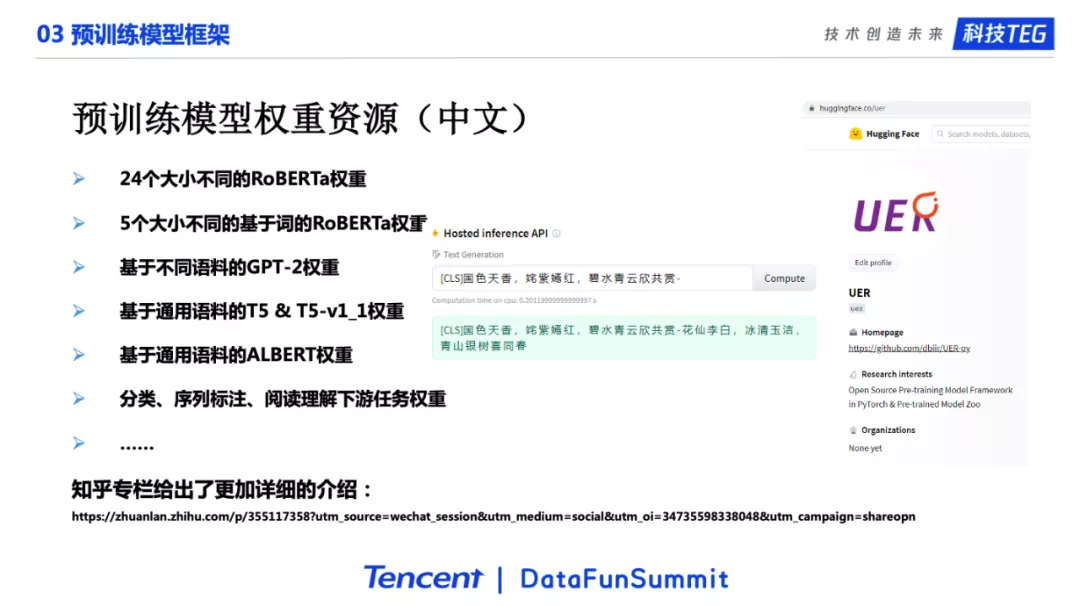 03 预训练模型框架
技术创造未来 科技TEG
预训练模型权重资源（中文）
24个大小不同的RoBERTa权重
5个大小不同的基于词的RoBERTa权重
基于不同语料的GPT-2权重
基于通用语料的T5 & T5-v1_1权重
基于通用语料的ALBERT权重
分类、序列标注、阅读理解下游任务权重
……
Hosted inference API
Text Generation
[CLS]国色天香，姹紫嫣红，碧水青云欣共赏-
Compute
Computation time on cpu: 0.30119999999999997 s
[CLS]国色天香，姹紫嫣红，碧水青云欣共赏-花仙李白，冰清玉洁，
青山银树喜同春
huggingface.co/uer
Hugging Face
Search models, datasets,
UER
Edit profile
UER
UER
Homepage
https://github.com/dbiir/UER-py
Research interests
Open Source Pre-training Model Framework
in PyTorch & Pre-trained Model Zoo
Organizations
None yet
知乎专栏给出了更加详细的介绍：
https://zhuanlan.zhihu.com/p/355117358?utm_source=wechat_session&utm_medium=social&utm_oi=34735598338048&utm_campaign=shareopn
Tencent | DataFunSummit